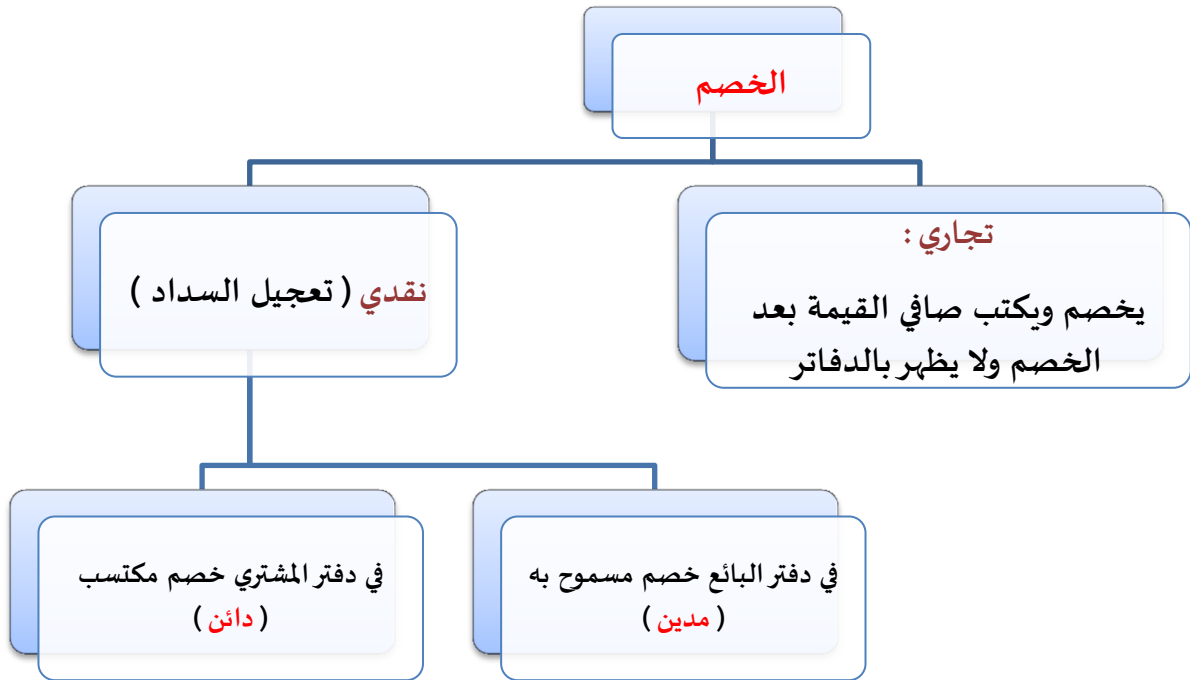 الخصم
تجاري :
يخصم ويكتب صافي القيمة بعد
الخصم ولا يظهر بالدفاتر
نقدي ( تعجيل السداد )
في دفتر البائع خصم مسموح به
( مدين )
في دفتر المشتري خصم مكتسب
( دائن )